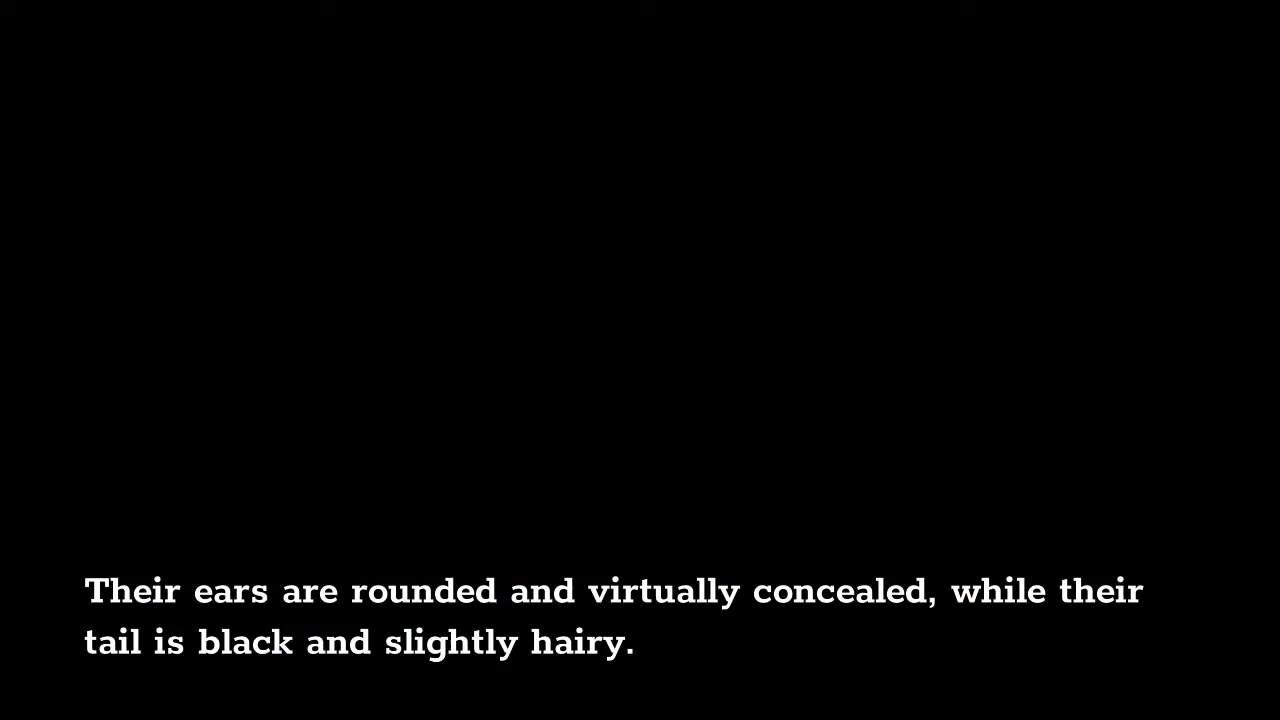 Their ears are rounded and virtually concealed, while their
tail is black and slightly hairy.